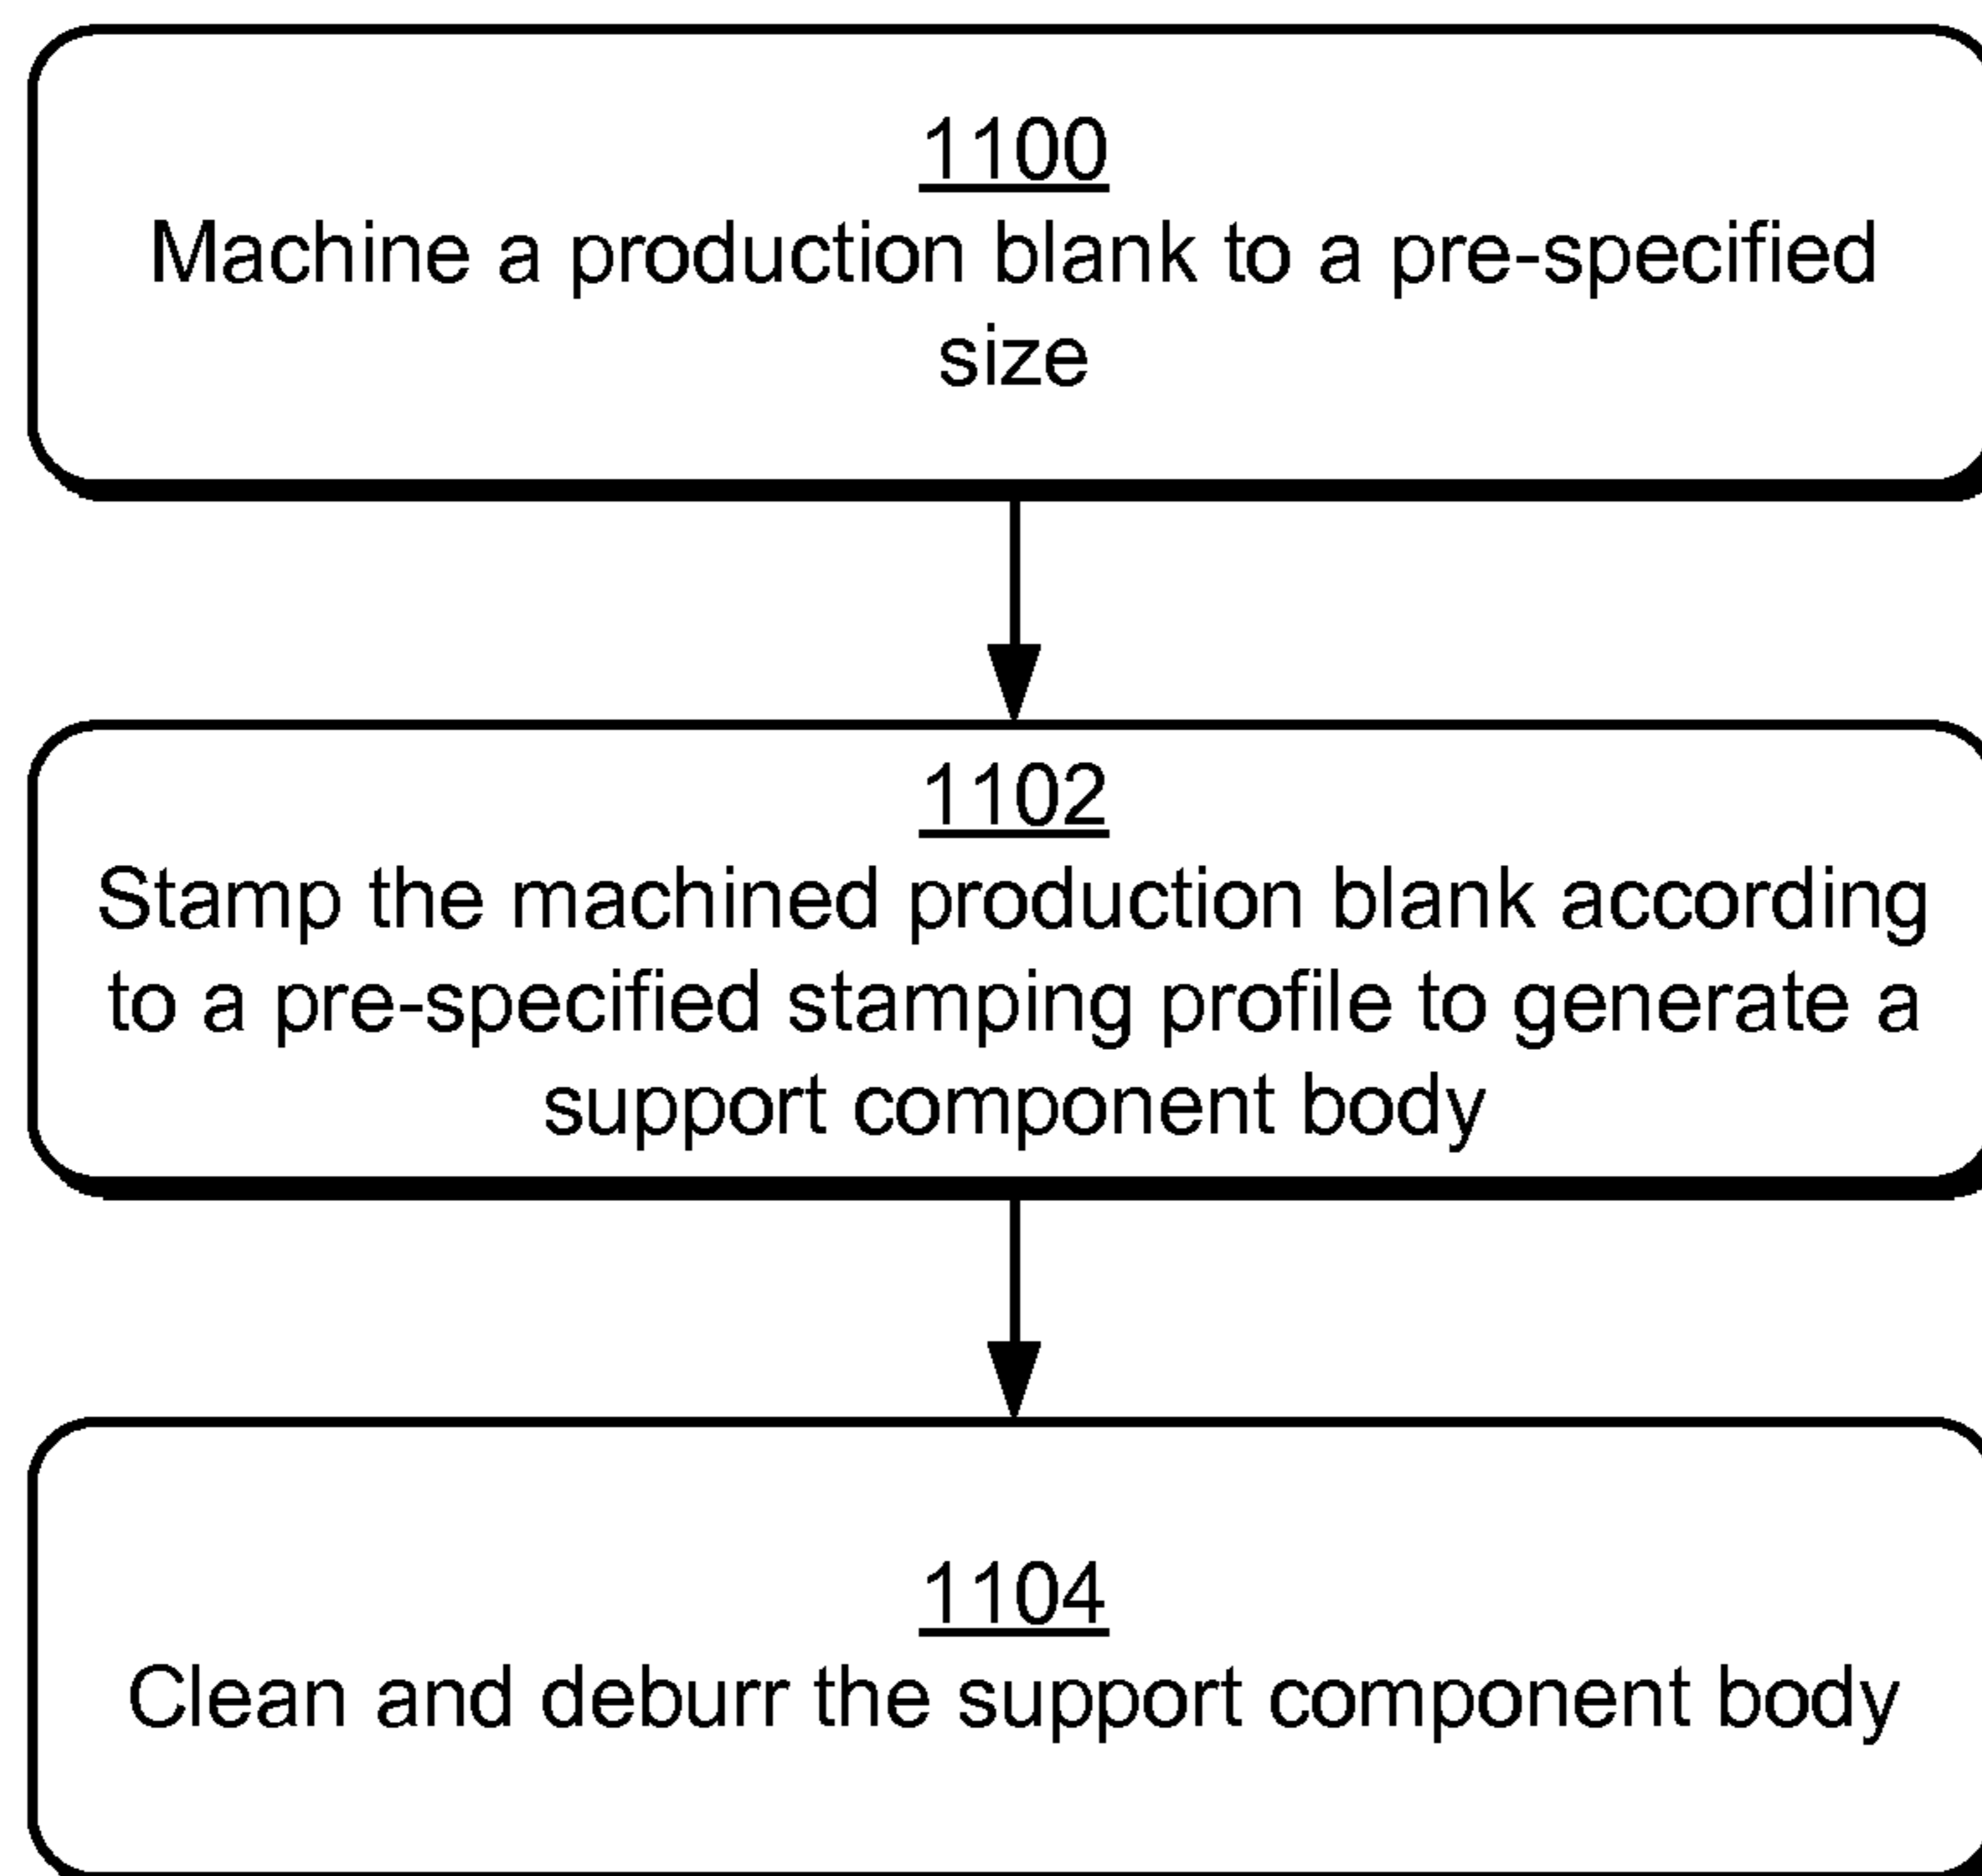 1100
Machine a production blank to a pre-specified
size
1102
Stamp the machined production blank according
to a pre-specified stamping profile to generate a
support component body
1104
Clean and deburr the support component body